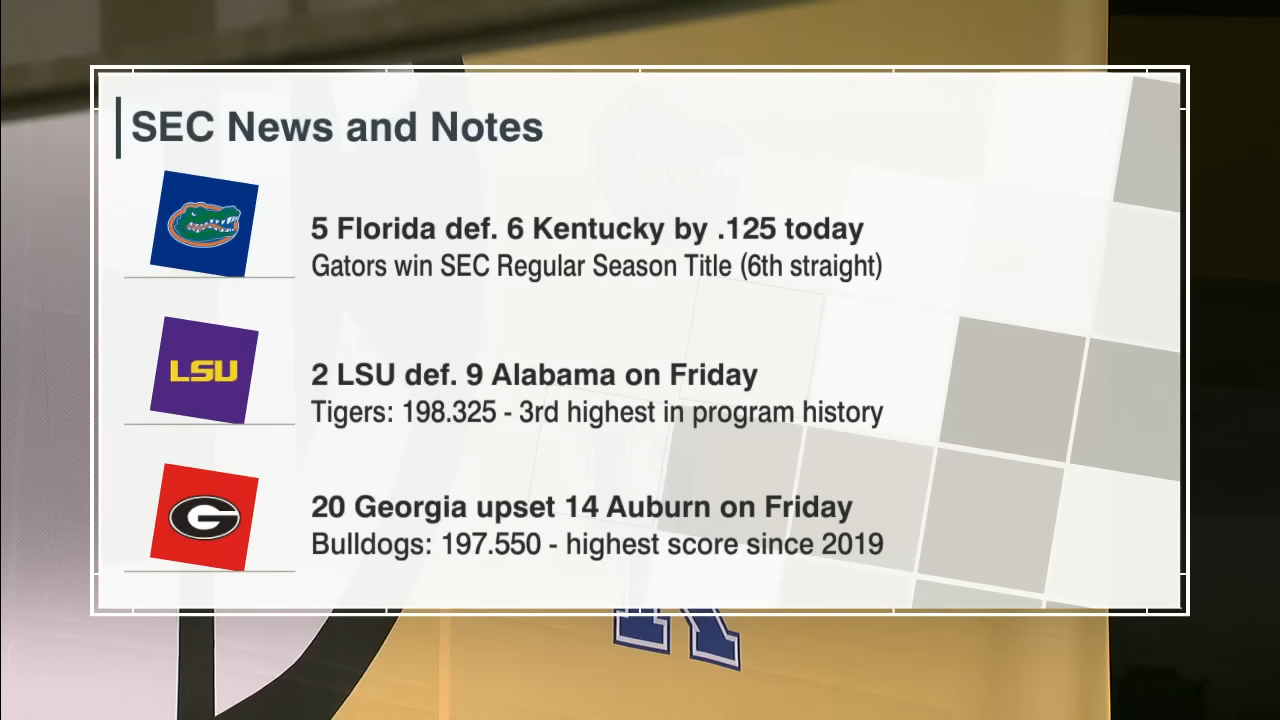 SEC News and Notes
5 Florida def. 6 Kentucky by .125 today
Gators win SEC Regular Season Title (6th straight)
LSU
2 LSU def. 9 Alabama on Friday
Tigers: 198.325 - 3rd highest in program history
G
20 Georgia upset 14 Auburn on Friday
Bulldogs: 197.550 - highest score since 2019